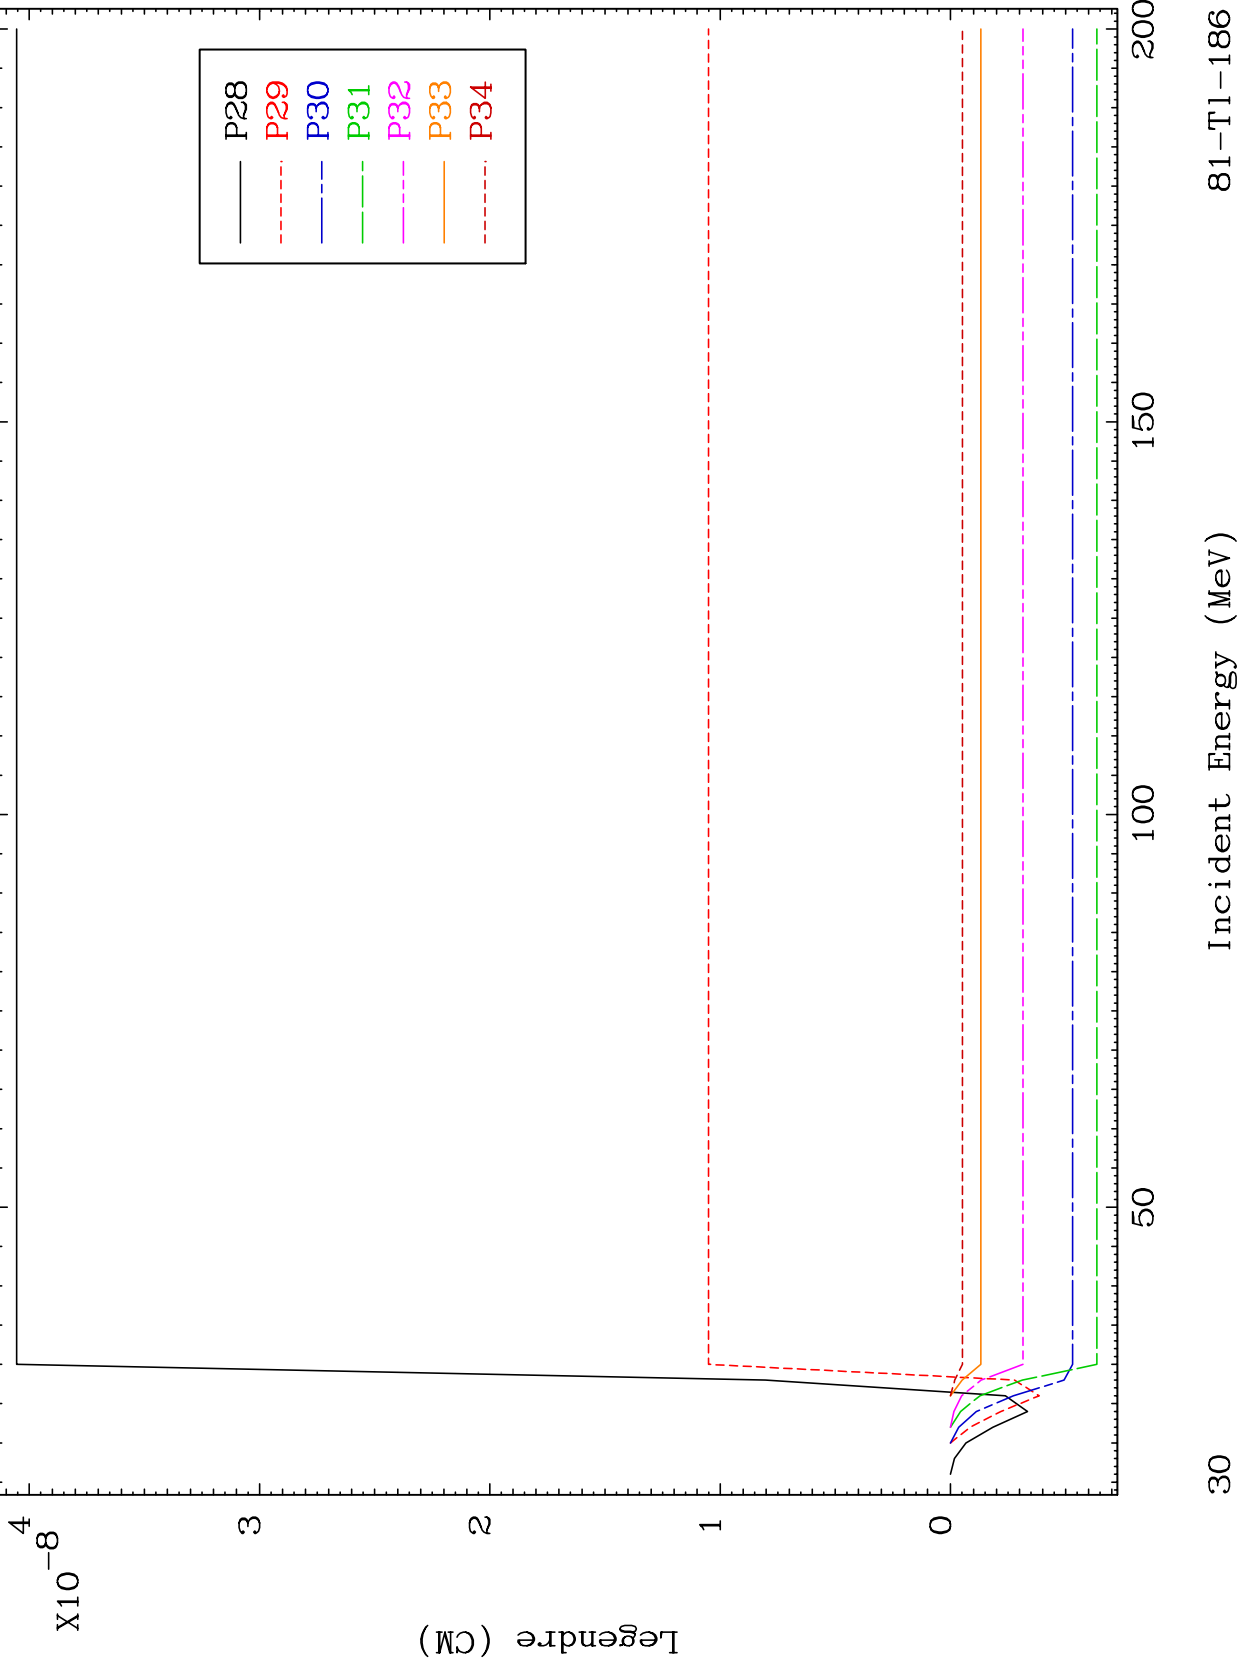 X10-8
4
3
2
1
0
Legendre (CM)
P28
P29
P30
P31
P32
P33
P34
50
100
150
200
30
Incident Energy (MeV)
81-Tl-186